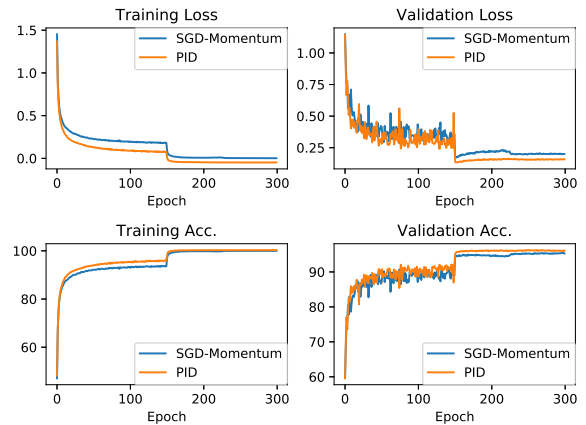 Training Loss
1.5
1.0
0.5
0.0
SGD-Momentum
PID
0
100
200
300
Epoch
Validation Loss
1.00
0.75
0.50
0.25
SGD-Momentum
PID
0
100
200
300
Epoch
Training Acc.
100
80
60
SGD-Momentum
PID
0
100
200
300
Epoch
Validation Acc.
90
80
70
60
SGD-Momentum
PID
0
100
200
300
Epoch